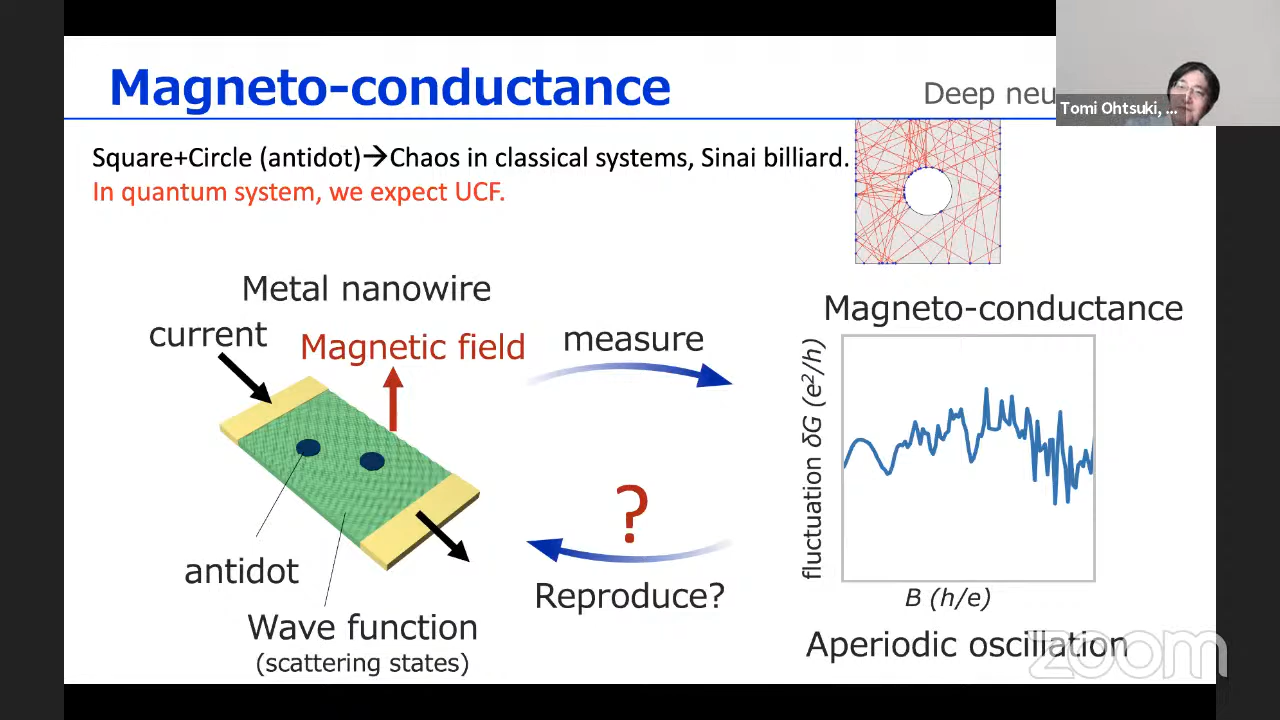 Magneto-conductance
Deep neu
Tomi Ohtsuki, ...
Square+Circle (antidot)→Chaos in classical systems, Sinai billiard.
In quantum system, we expect UCF.
Metal nanowire
current
Magnetic field
measure
Magneto-conductance
fluctuation δG (e²/h)
antidot
?
Reproduce?
B (h/e)
Wave function
(scattering states)
Aperiodic oscillation
zoom